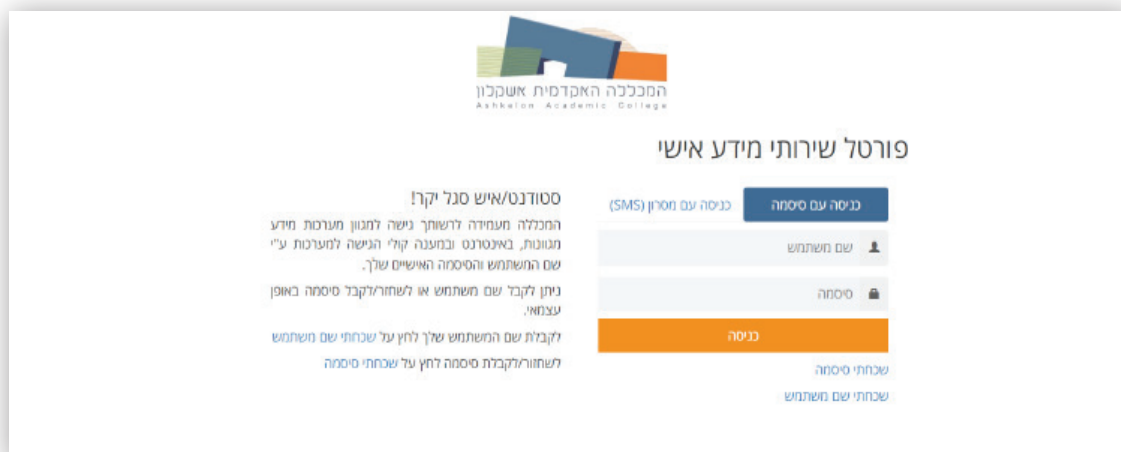 המכללה האקדמית אשקלון
Ashkelon Academic College
פורטל שירותי מידע אישי
כניסה עם סיסמה
כניסה עם מסרון (SMS)
שם משתמש
סיסמה
כניסה
שכחתי סיסמה
שכחתי שם משתמש
סטודנט/איש סגל יקר!
המכללה מעמידה לרשותך גישה למגוון מערכות מידע
מגוונות, באינטרנט ובמענה קולי הגישה למערכות ע"י
שם המשתמש והסיסמה האישיים שלך.
ניתן לקבל שם משתמש או לשחזר/לקבל סיסמה באופן
עצמאי.
לקבלת שם המשתמש שלך לחץ על שכחתי שם משתמש
לשחזור/לקבלת סיסמה לחץ על שכחתי סיסמה